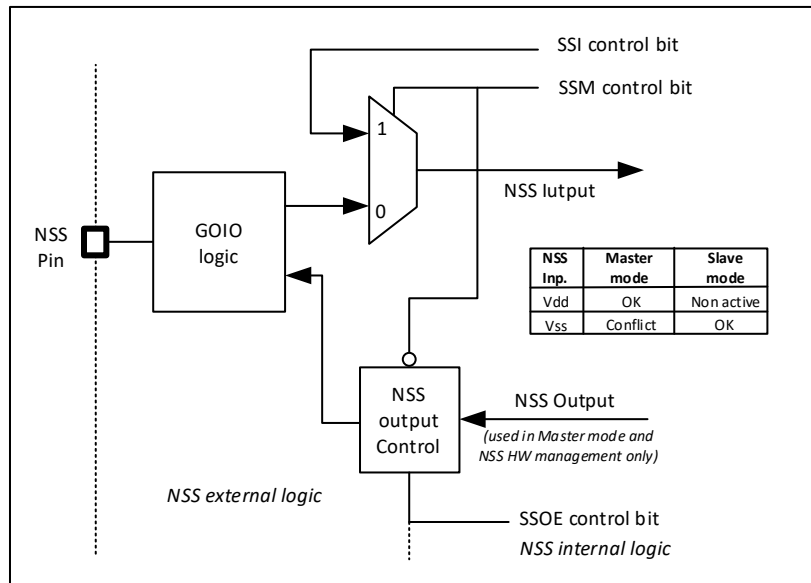 SSI control bit
SSM control bit
1
NSS Iutput
0
NSS
Pin
GOIO
logic
NSS Inp. Master mode Slave mode
Vdd OK Non active
Vss Conflict OK
NSS
output
Control
NSS Output
(used in Master mode and
NSS HW management only)
NSS external logic
SSOE control bit
NSS internal logic